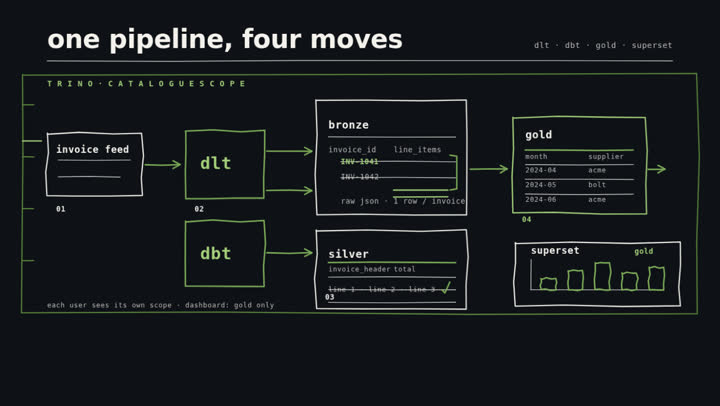 one pipeline, four moves
dlt · dbt · gold · superset
TRINO·CATALOGUESCOPE
invoice feed
01
dlt
02
dbt
bronze
invoice_id line_items
INV-1041
INV-1042
raw json · 1 row / invoice
silver
invoice_header total
line 1 - line 2 - line 3
03
gold
month supplier
2024-04 acme
2024-05 bolt
2024-06 acme
04
superset gold
each user sees its own scope · dashboard: gold only